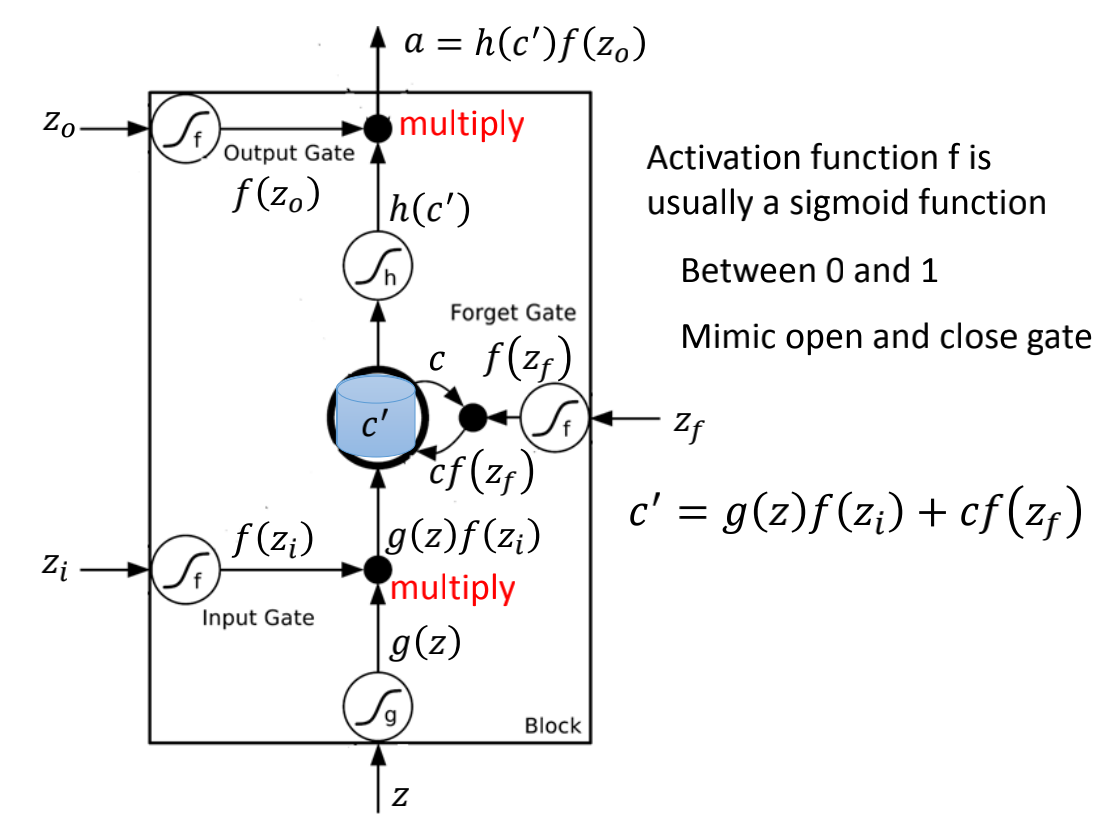 a = h(c′)f(z_o)
z_o
f
multiply
Output Gate
f(z_o)
h(c′)
h
Activation function f is
usually a sigmoid function
Between 0 and 1
Mimic open and close gate
Forget Gate
c
f(z_f)
c′
f
z_f
cf(z_f)
c′ = g(z)f(z_i) + cf(z_f)
f(z_i)
g(z)f(z_i)
z_i
f
multiply
Input Gate
g(z)
g
Block
z